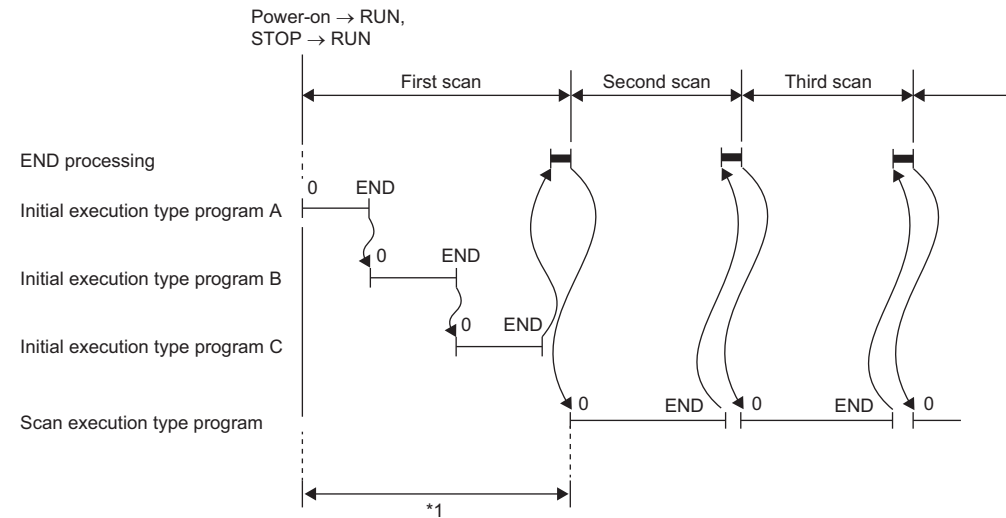 Power-on → RUN,
STOP → RUN
First scan
Second scan
Third scan
END processing
0
END
Initial execution type program A
0
END
Initial execution type program B
0
END
Initial execution type program C
0
END
0
END
0
Scan execution type program
*1